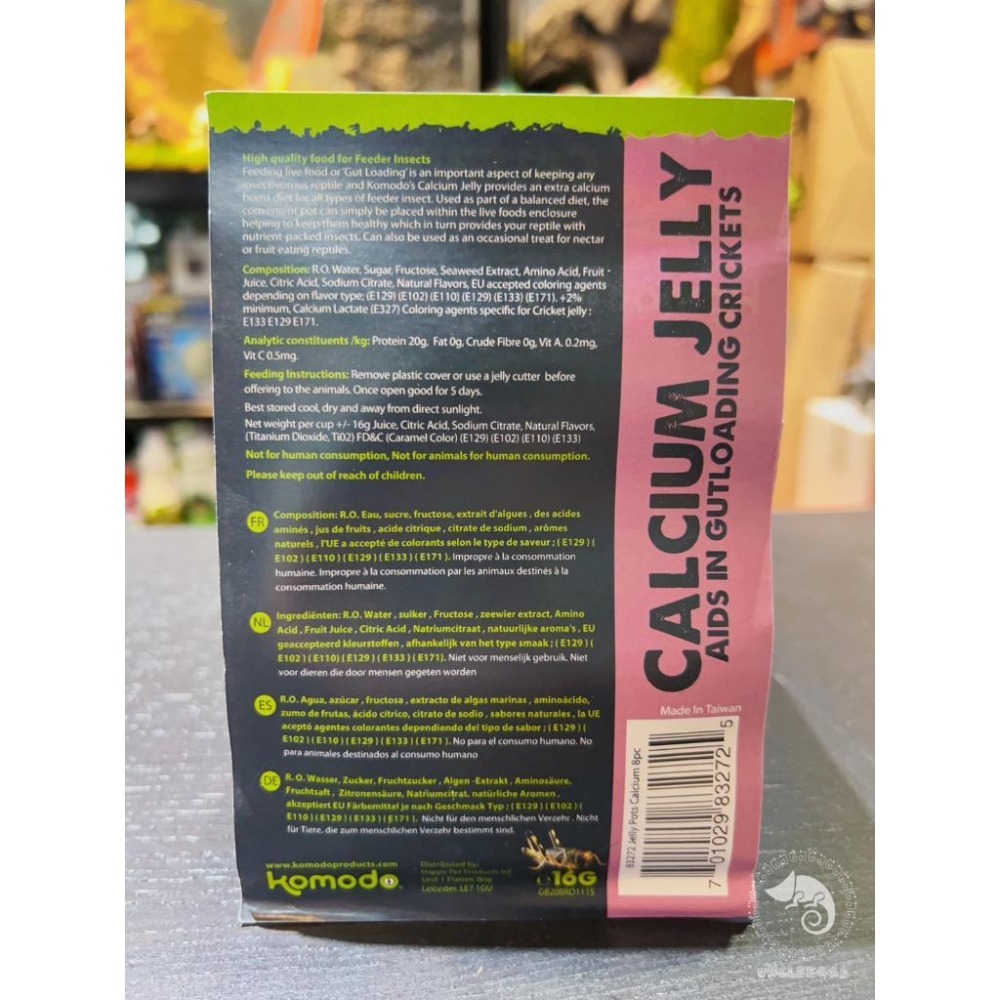 High quality food for Feeder Insects
Feeding live food or 'Gut Loading' is an important aspect of keeping any
insectivorous reptile and Komodo's Calcium Jelly provides an extra calcium
boms diet for all types of feeder insect. Used as part of a balanced diet, the
convenient pot can simply be placed within the live foods enclosure
helping to keep them healthy which in turn provides your reptile with
nutrient-packed insects. Can also be used as an occasional treat for nectar
or fruit eating reptiles.
Composition: R.O. Water, Sugar, Fructose, Seaweed Extract, Amino Acid, Fruit
Juice, Citric Acid, Sodium Citrate, Natural Flavors, EU accepted coloring agents
depending on flavor type; (E129) (E102) (E110) (E129) (E133) (E171). +2%
minimum, Calcium Lactate (E327) Coloring agents specific for Cricket jelly :
E133 E129 E171.
Analytic constituents /kg: Protein 20g, Fat 0g, Crude Fibre 0g, Vit A. 0.2mg,
Vit C 0.5mg.
Feeding Instructions: Remove plastic cover or use a jelly cutter before
offering to the animals. Once open good for 5 days.
Best stored cool, dry and away from direct sunlight.
Net weight per cup +/- 16g Juice, Citric Acid, Sodium Citrate, Natural Flavors,
(Titanium Dioxide, Ti02) FD&C (Caramel Color) (E129) (E102) (E110) (E133)
Not for human consumption, Not for animals for human consumption.
Please keep out of reach of children.
FR
Composition: R.O. Eau, sucre, fructose, extrait d'algues , des acides
aminés , jus de fruits , acide citrique , citrate de sodium , arômes
naturels , l'UE a accepté de colorants selon le type de saveur ; ( E129 ) (
E102 ) ( E110 ) ( E129 ) ( E133 ) ( E171 ). Impropre à la consommation
humaine. Impropre à la consommation par les animaux destinés à la
consommation humaine.
NL
Ingrediënten: R.O. Water , suiker , Fructose , zeewier extract, Amino
Acid , Fruit Juice , Citric Acid , Natriumcitraat , natuurlijke aroma's , EU
geaccepteerd kleurstoffen , afhankelijk van het type smaak ; ( E129 ) (
E102 ) ( E110) ( E129 ) ( E133 ) ( E171). Niet voor menselijk gebruik. Niet
voor dieren die door mensen gegeten worden
ES
R.O. Agua, azúcar , fructosa , extracto de algas marinas , aminoácido,
zumo de frutas, ácido cítrico, citrato de sodio , sabores naturales , la UE
aceptó agentes colorantes dependiendo del tipo de sabor ; ( E129 ) (
E102 ) ( E110 ) ( E129 ) ( E133 ) ( E171 ). No para el consumo humano. No
para animales destinados al consumo humano
DE
R. O. Wasser, Zucker, Fruchtzucker , Algen -Extrakt , Aminosäure,
Fruchtsaft , Zitronensäure, Natriumcitrat, natürliche Aromen ,
akzeptiert EU Färbemittel je nach Geschmack Typ : ( E129 ) ( E102 ) (
E110 ) ( E129 ) ( E133 ) ( E171 ). Nicht für den menschlichen Verzehr . Nicht
für Tiere, die zum menschlichen Verzehr bestimmt sind.
www.komodoproducts.com
komodo
Distributed by:
Happy Pet Products ltd
Unit 1 Flatten Way
Leicester, LE7 1GU
℮16G
GB208RO1115
CALCIUM JELLY
AIDS IN GUTLOADING CRICKETS
Made In Taiwan
83272 Jelly Pots Calcium 8pc
7 01029 83272 5